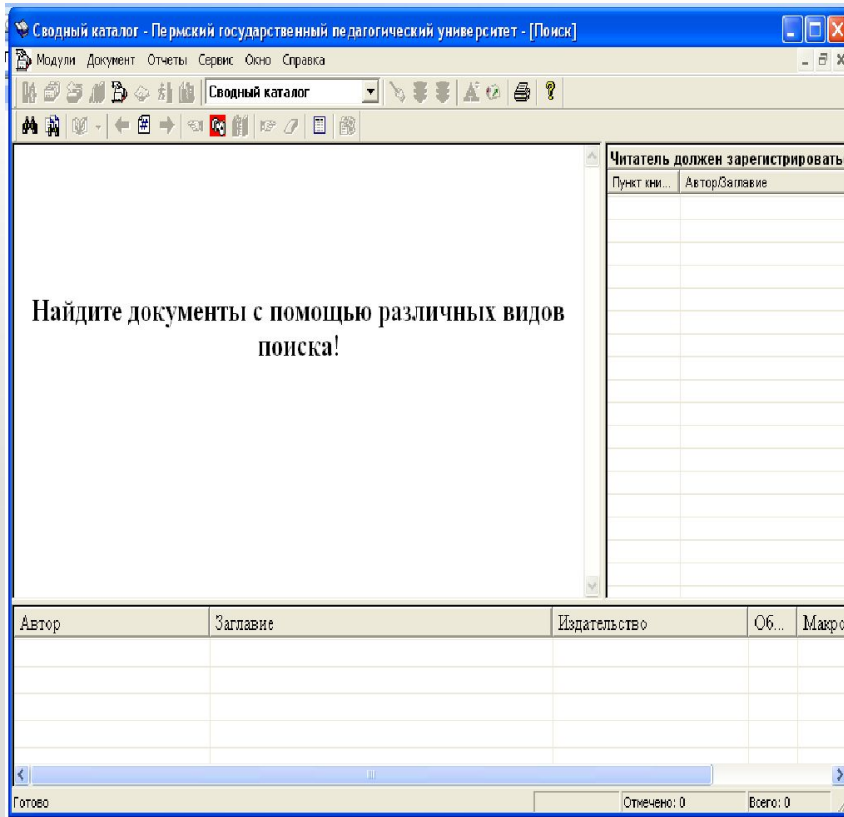 Сводный каталог - Пермский государственный педагогический университет - [Поиск]
Модули Документ Отчеты Сервис Окно Справка
Сводный каталог
Читатель должен зарегистрировать
Пункт кни... Автор/Заглавие
Найдите документы с помощью различных видов
поиска!
Автор Заглавие Издательство Об... Макро
Готово Отмечено: 0 Всего: 0